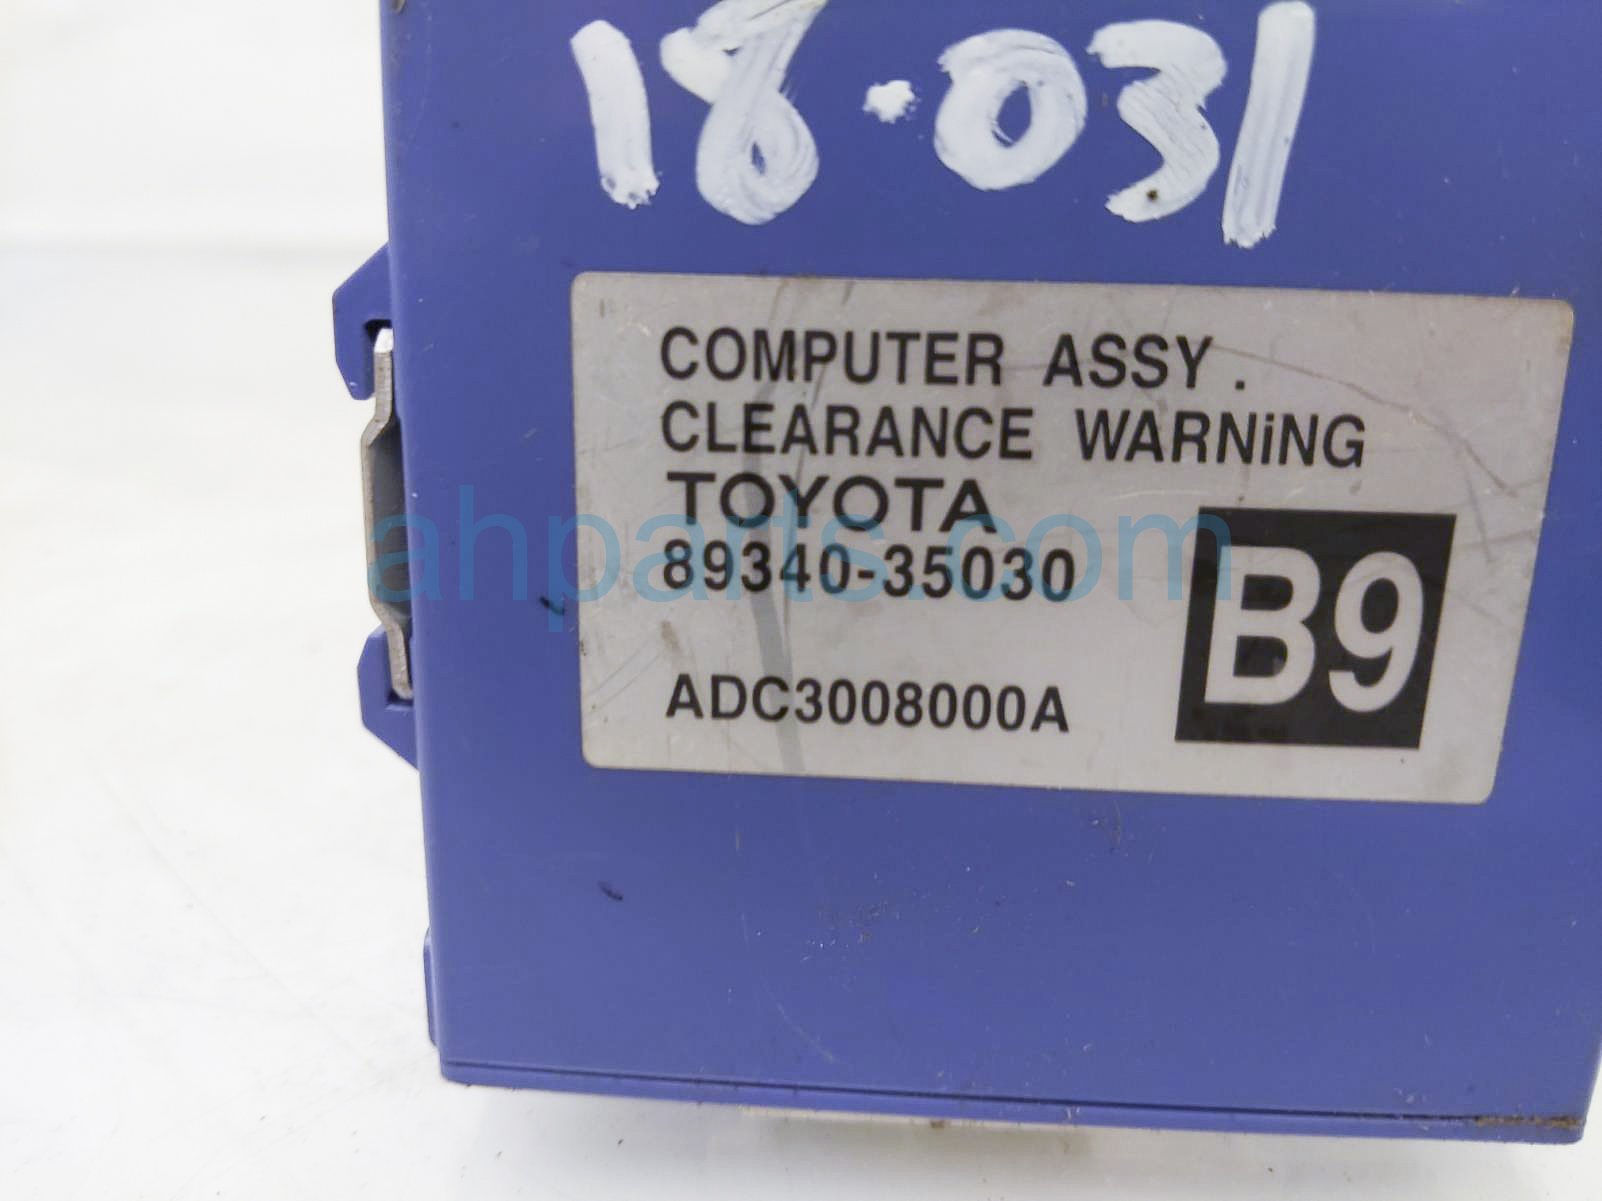 18.031
COMPUTER ASSY.
CLEARANCE WARNiNG
TOYOTA
ahparts.com
89340-35030
B9
ADC3008000A